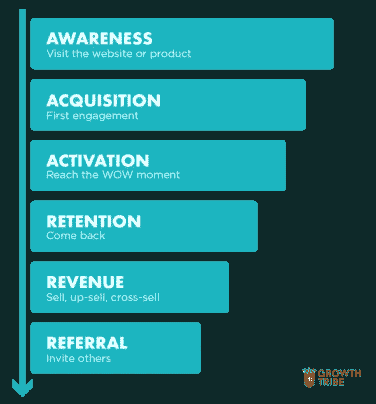 AWARENESS
Visit the website or product
ACQUISITION
First engagement
ACTIVATION
Reach the WOW moment
RETENTION
Come back
REVENUE
Sell, up-sell, cross-sell
REFERRAL
Invite others
GROWTH
TRIBE